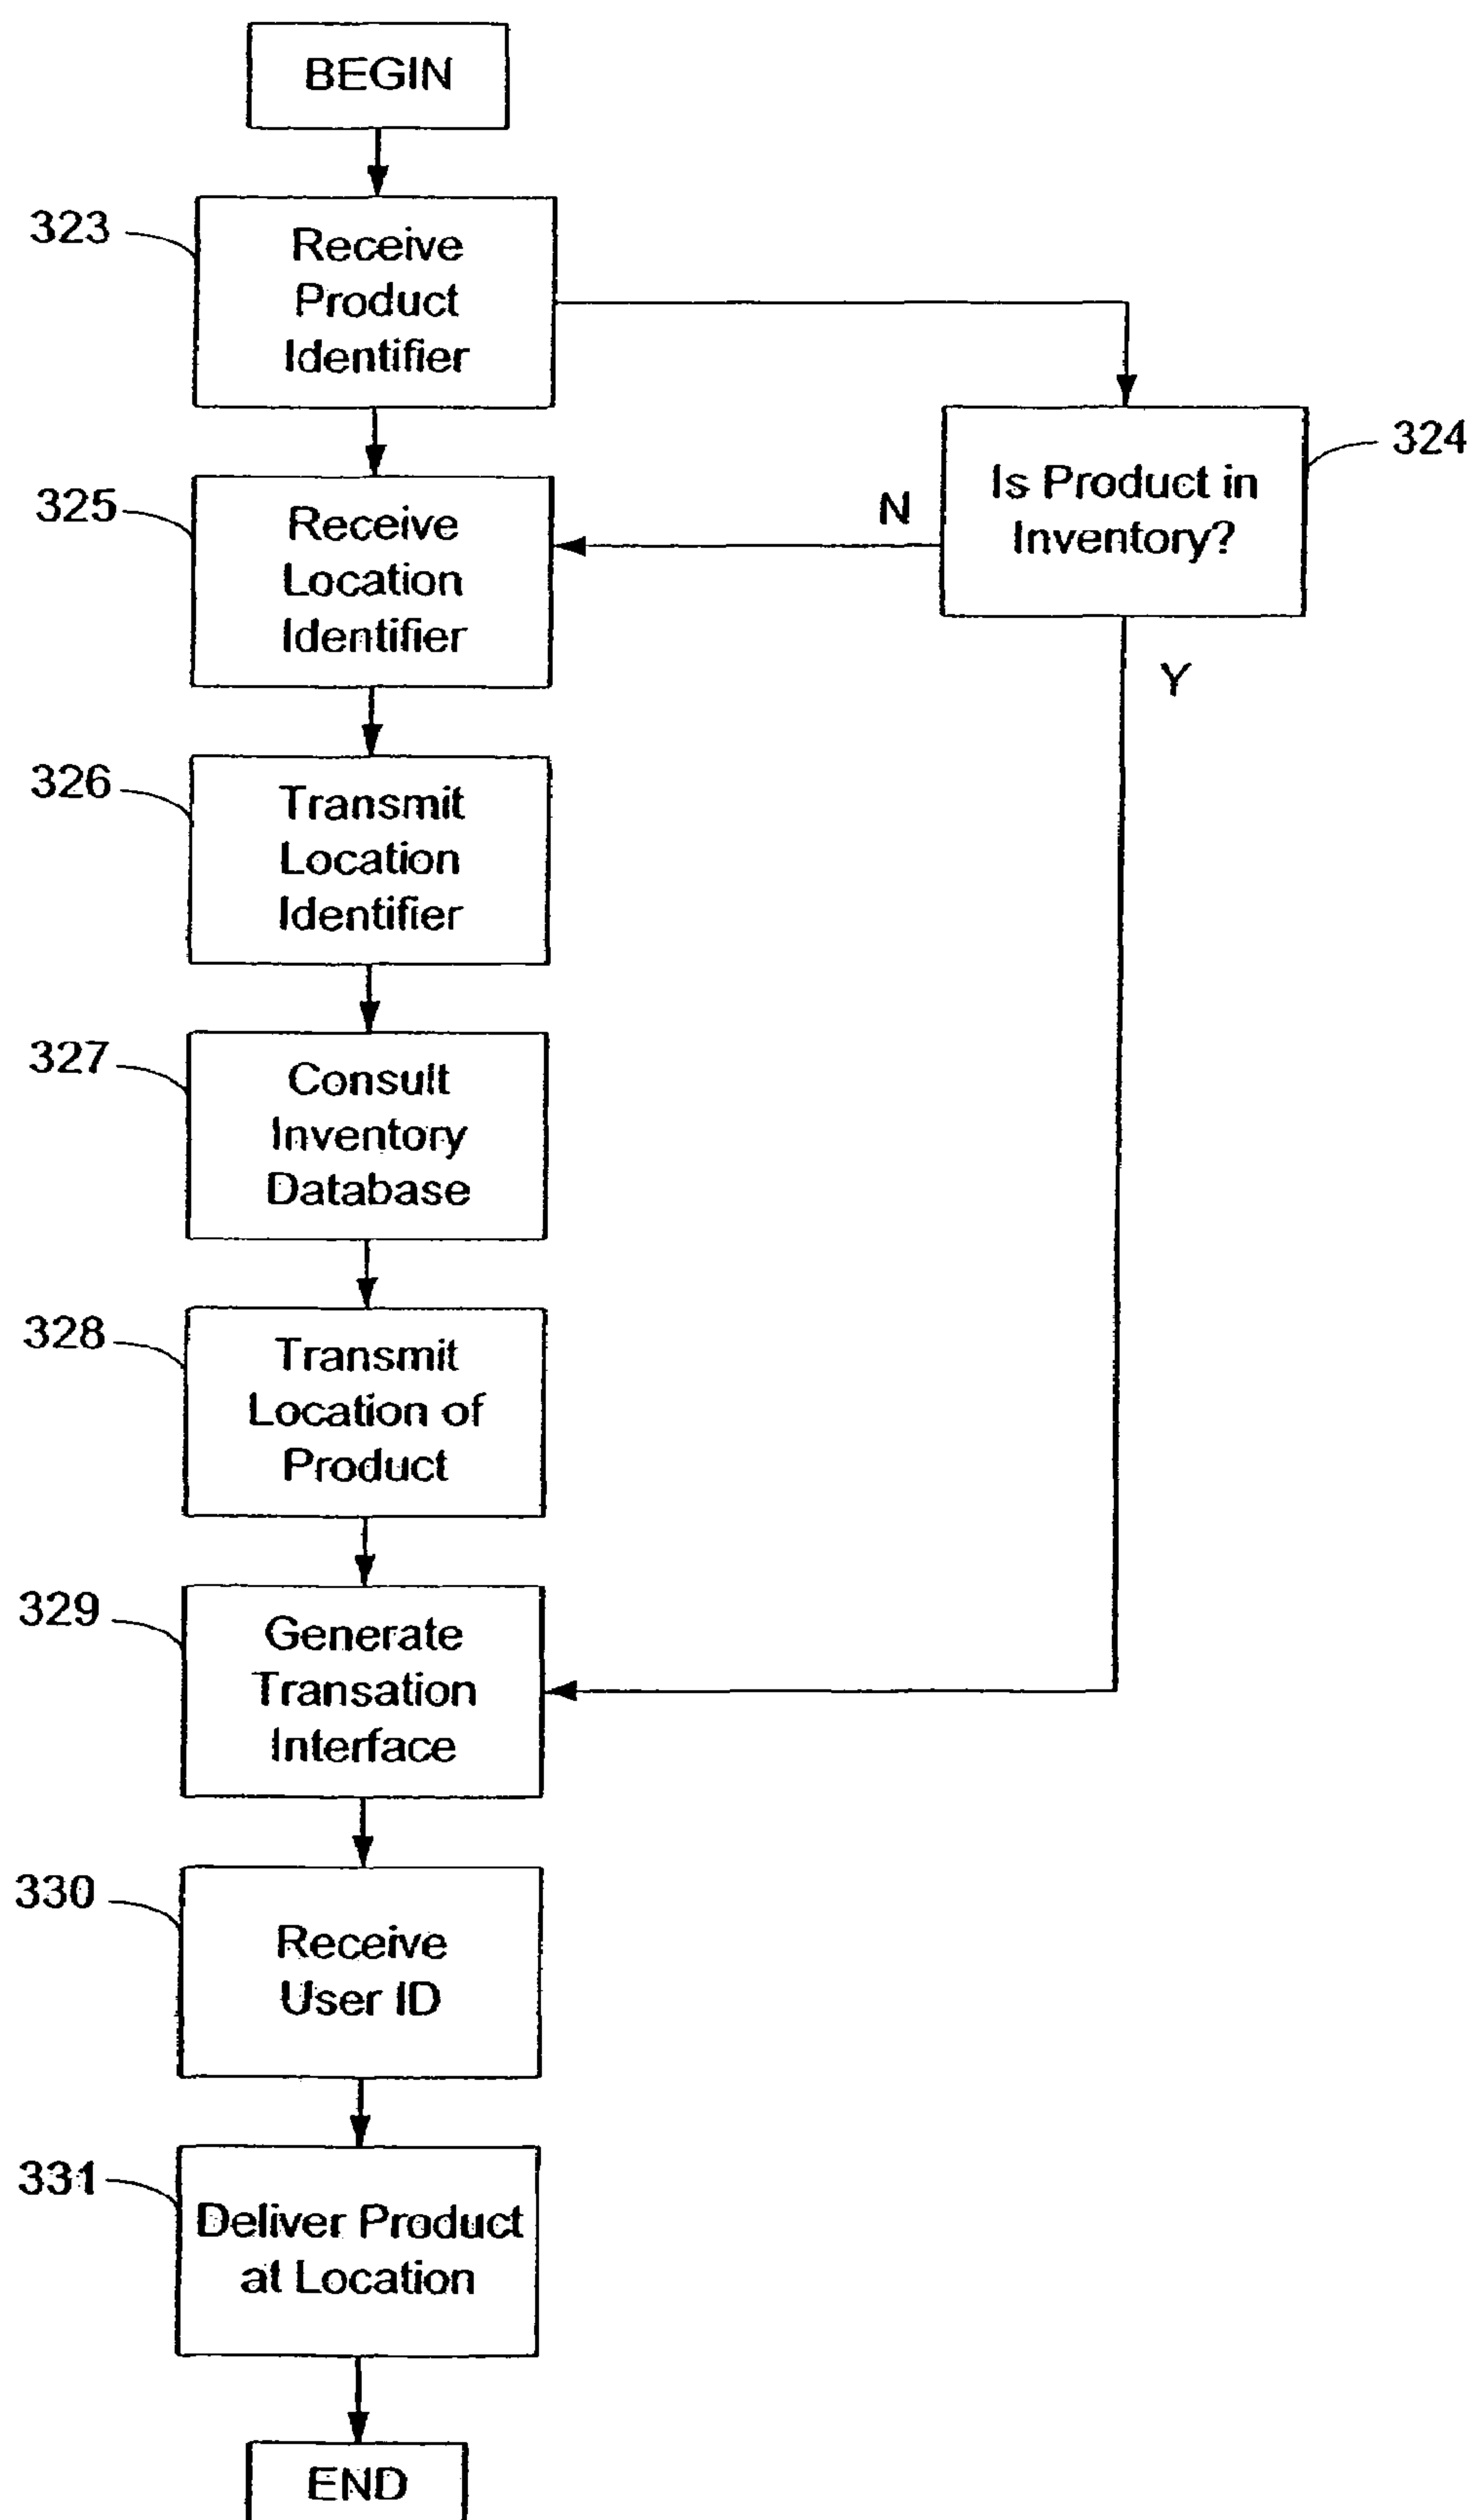 BEGIN
323
Receive
Product
Identifier
324
Is Product in
Inventory?
N
Y
325
Receive
Location
Identifier
326
Transmit
Location
Identifier
327
Consult
Inventory
Database
328
Transmit
Location of
Product
329
Generate
Transation
Interface
330
Receive
User ID
331
Deliver Product
at Location
END